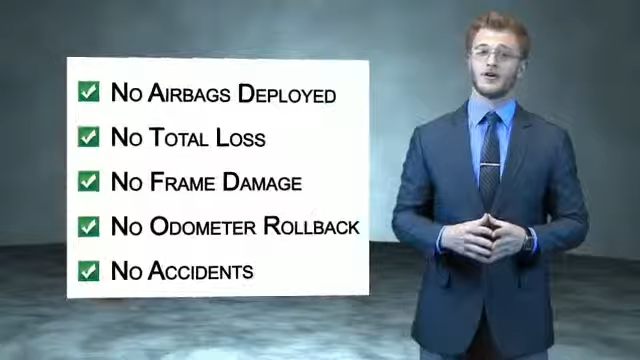 No Airbags Deployed
No Total Loss
No Frame Damage
No Odometer Rollback
No Accidents